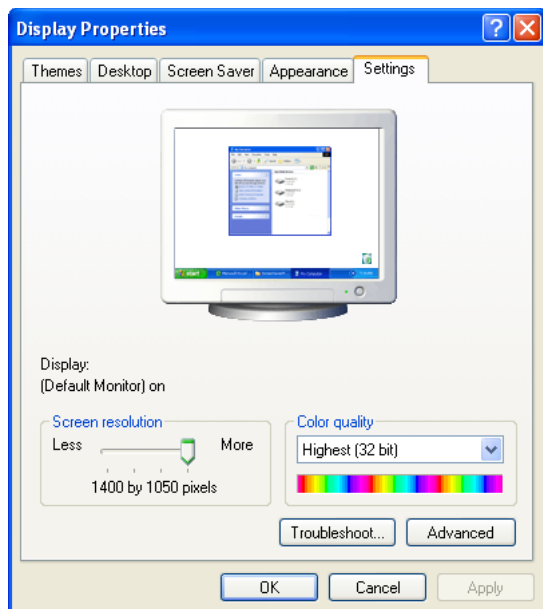 Display Properties
Themes Desktop Screen Saver Appearance Settings
start
Display:
(Default Monitor) on
Screen resolution
Less More
1400 by 1050 pixels
Color quality
Highest (32 bit)
Troubleshoot... Advanced
OK Cancel Apply